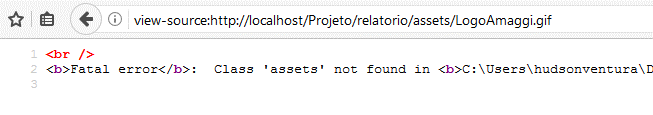 view-source:http://localhost/Projeto/relatorio/assets/LogoAmaggi.gif
1 <br />
2 <b>Fatal error</b>:  Class 'assets' not found in <b>C:\Users\hudsonventura\D
3